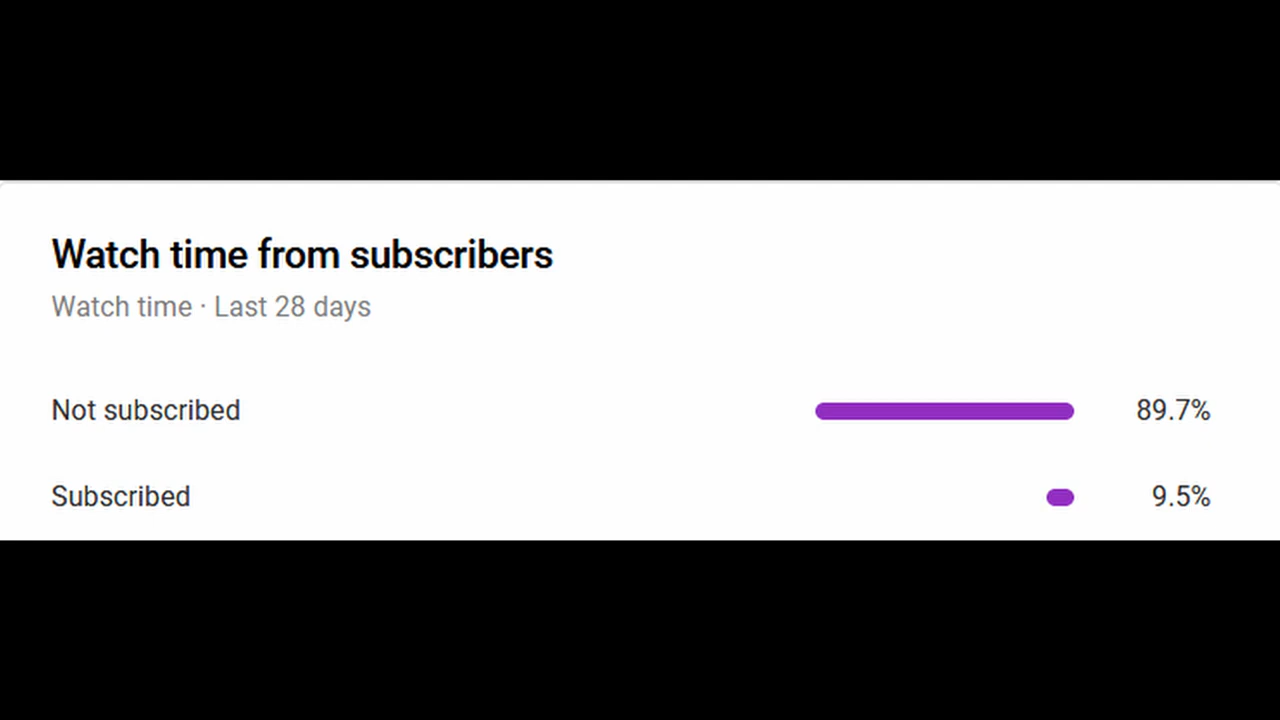 Watch time from subscribers
Watch time · Last 28 days
Not subscribed 89.7%
Subscribed 9.5%